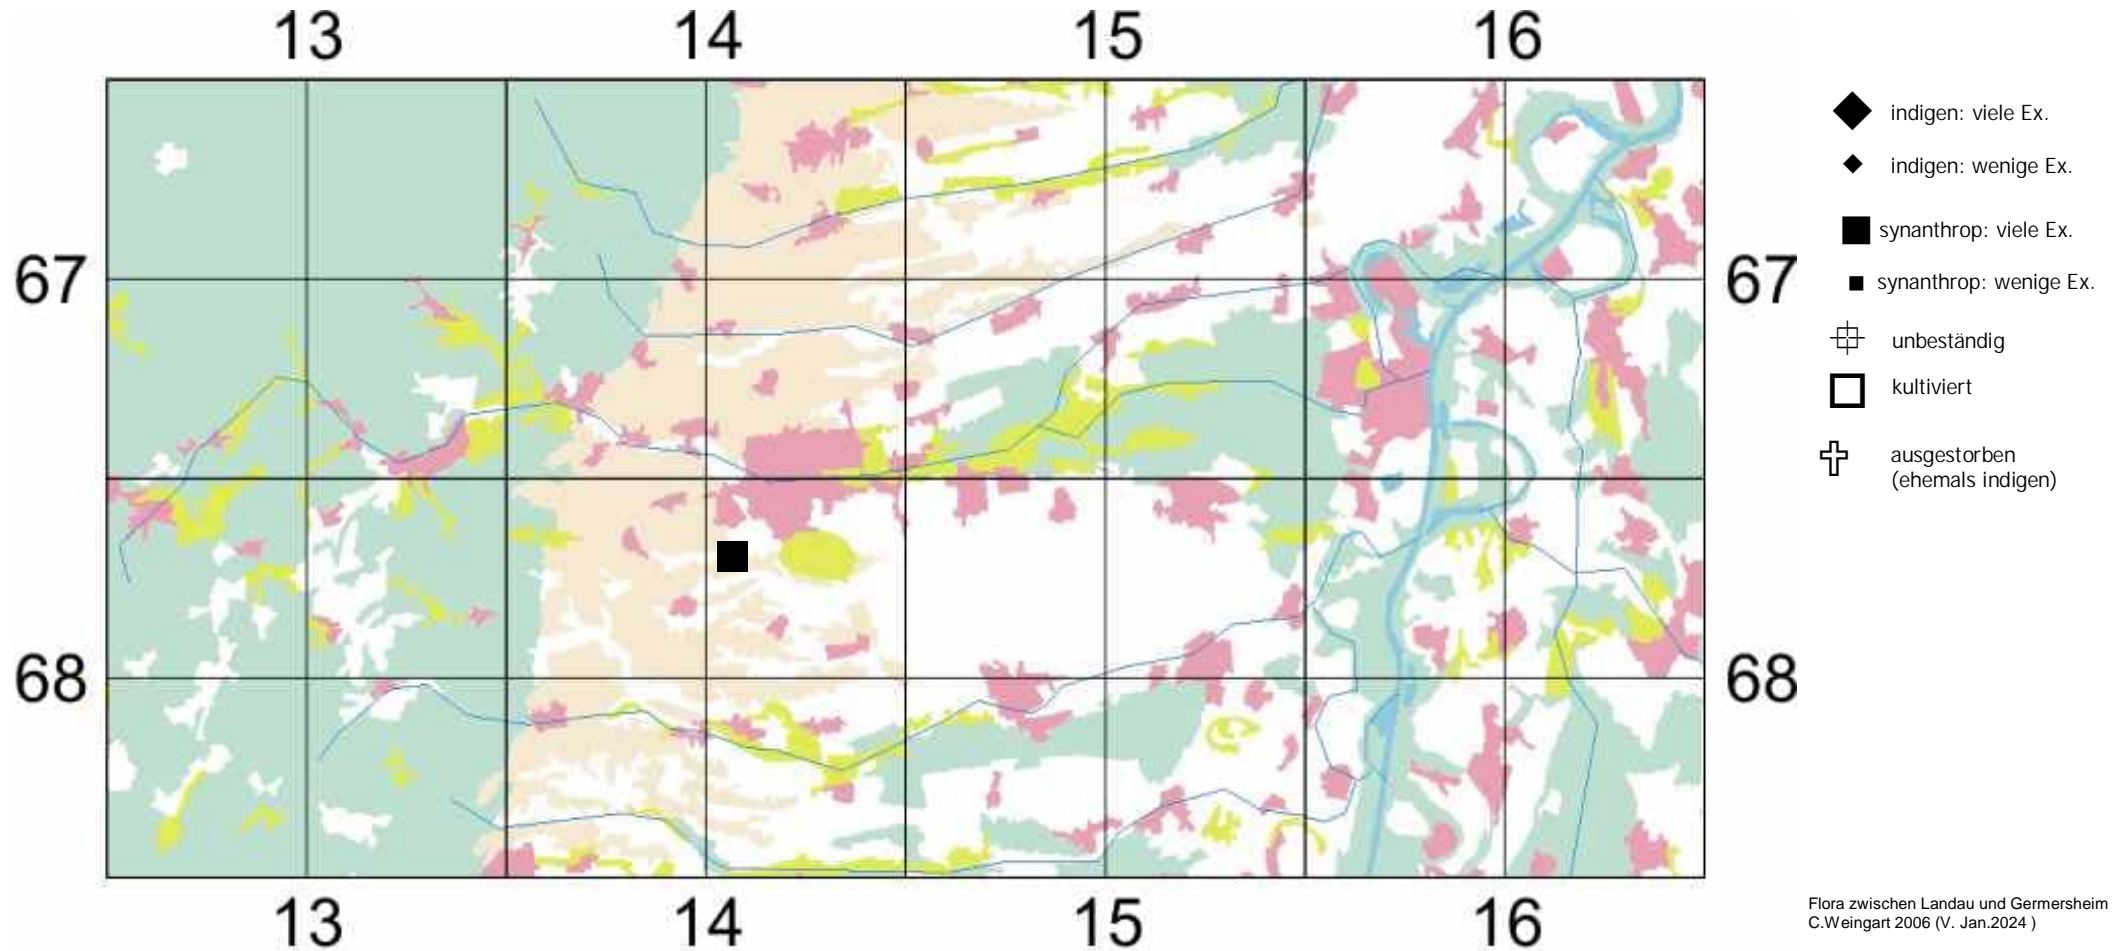 13 14 15 16
indigen: viele Ex.
indigen: wenige Ex.
synanthrop: viele Ex.
67 67
synanthrop: wenige Ex.
unbeständig
kultiviert
ausgestorben
(ehemals indigen)
68 68
13 14 15 16
Flora zwischen Landau und Germersheim
C.Weingart 2006 (V. Jan.2024 )